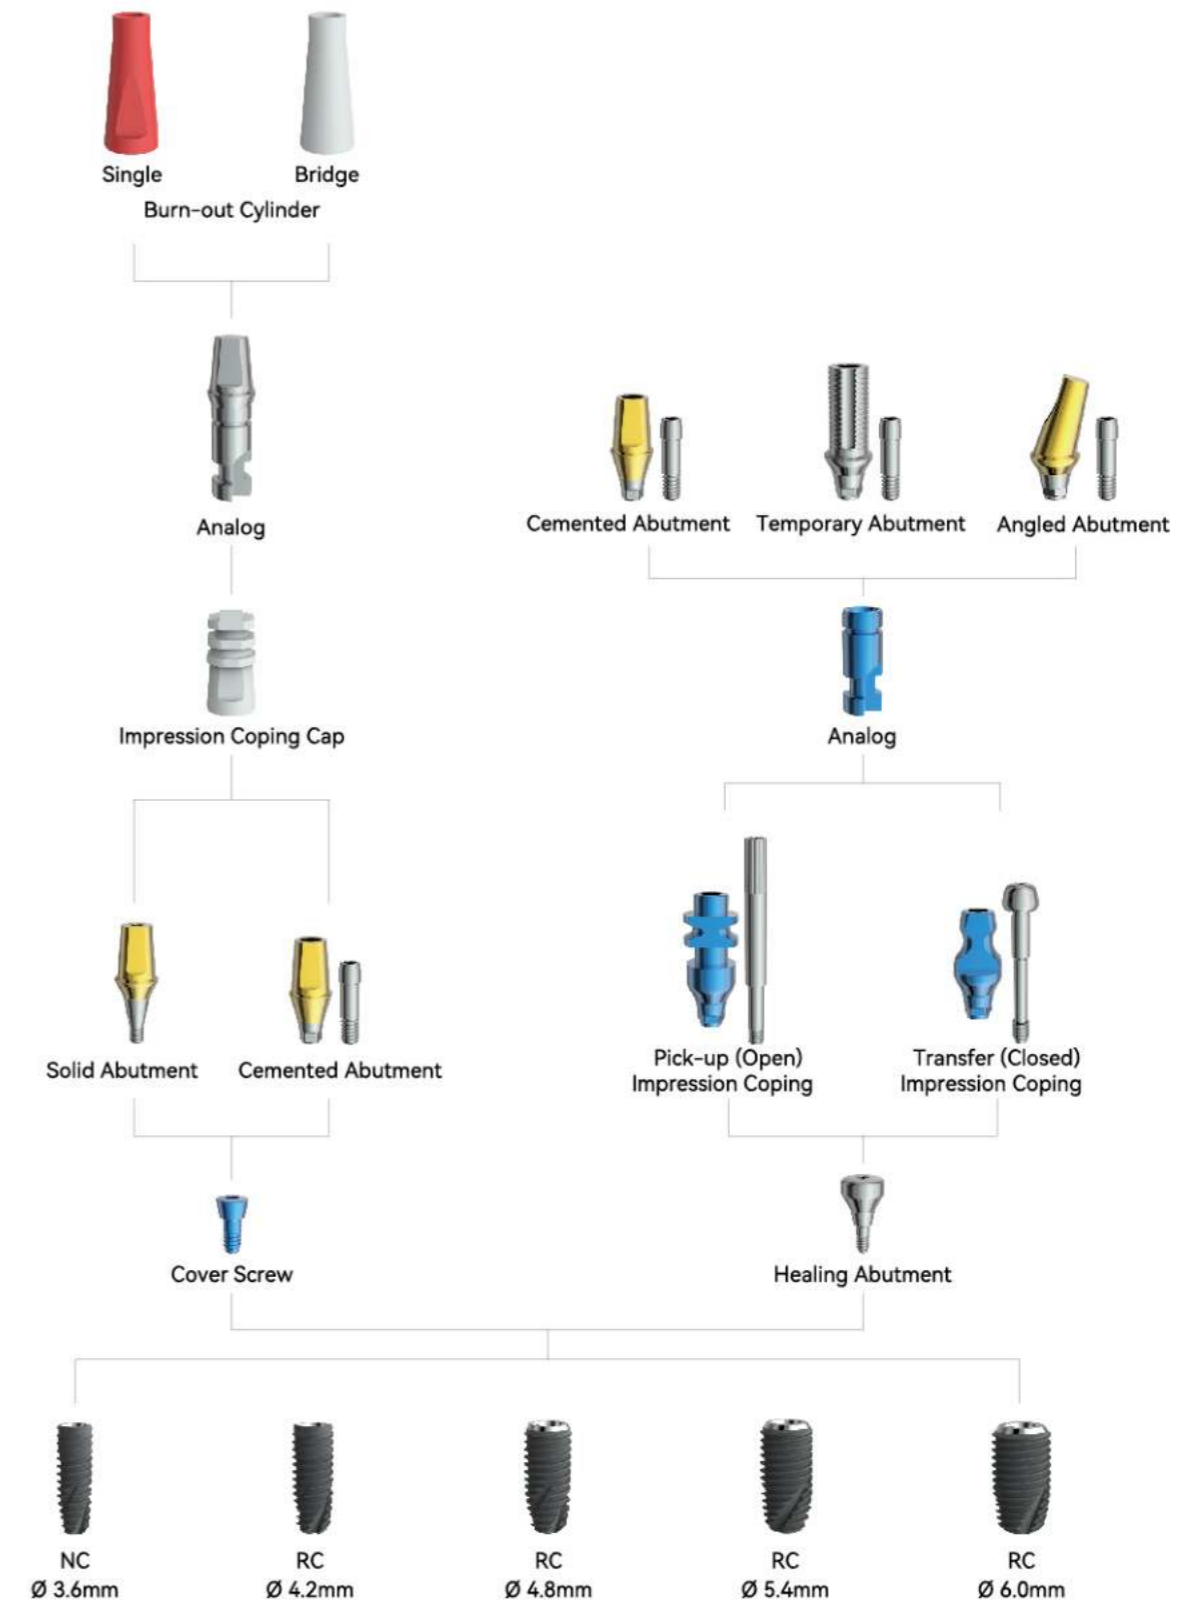 Single
Bridge
Burn-out Cylinder
Analog
Cemented Abutment
Temporary Abutment
Angled Abutment
Impression Coping Cap
Analog
Solid Abutment
Cemented Abutment
Pick-up (Open)
Impression Coping
Transfer (Closed)
Impression Coping
Cover Screw
Healing Abutment
NC
Ø 3.6mm
RC
Ø 4.2mm
RC
Ø 4.8mm
RC
Ø 5.4mm
RC
Ø 6.0mm